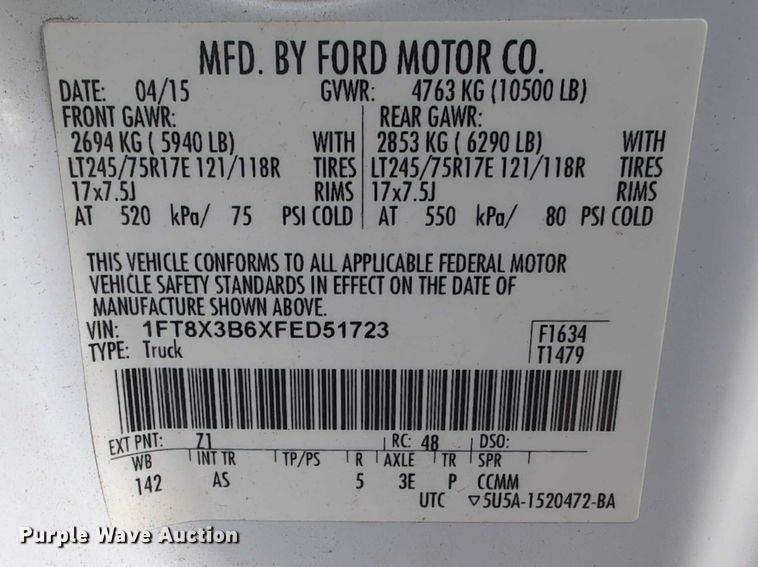 MFD. BY FORD MOTOR CO.
DATE: 04/15 GVWR: 4763 KG (10500 LB)
FRONT GAWR: REAR GAWR:
2694 KG ( 5940 LB) WITH 2853 KG ( 6290 LB) WITH
LT245/75R17E 121/118R TIRES LT245/75R17E 121/118R TIRES
17x7.5J RIMS 17x7.5J RIMS
AT 520 kPa/ 75 PSI COLD AT 550 kPa/ 80 PSI COLD
THIS VEHICLE CONFORMS TO ALL APPLICABLE FEDERAL MOTOR
VEHICLE SAFETY STANDARDS IN EFFECT ON THE DATE OF
MANUFACTURE SHOWN ABOVE.
VIN: 1FT8X3B6XFED51723 F1634
TYPE: Truck T1479
EXT PNT: Z1 RC: 48 DSO:
WB INT TR TP/PS R AXLE TR SPR
142 AS 5 3E P CCMM
UTC ▽5U5A-1520472-BA
Purple Wave Auction